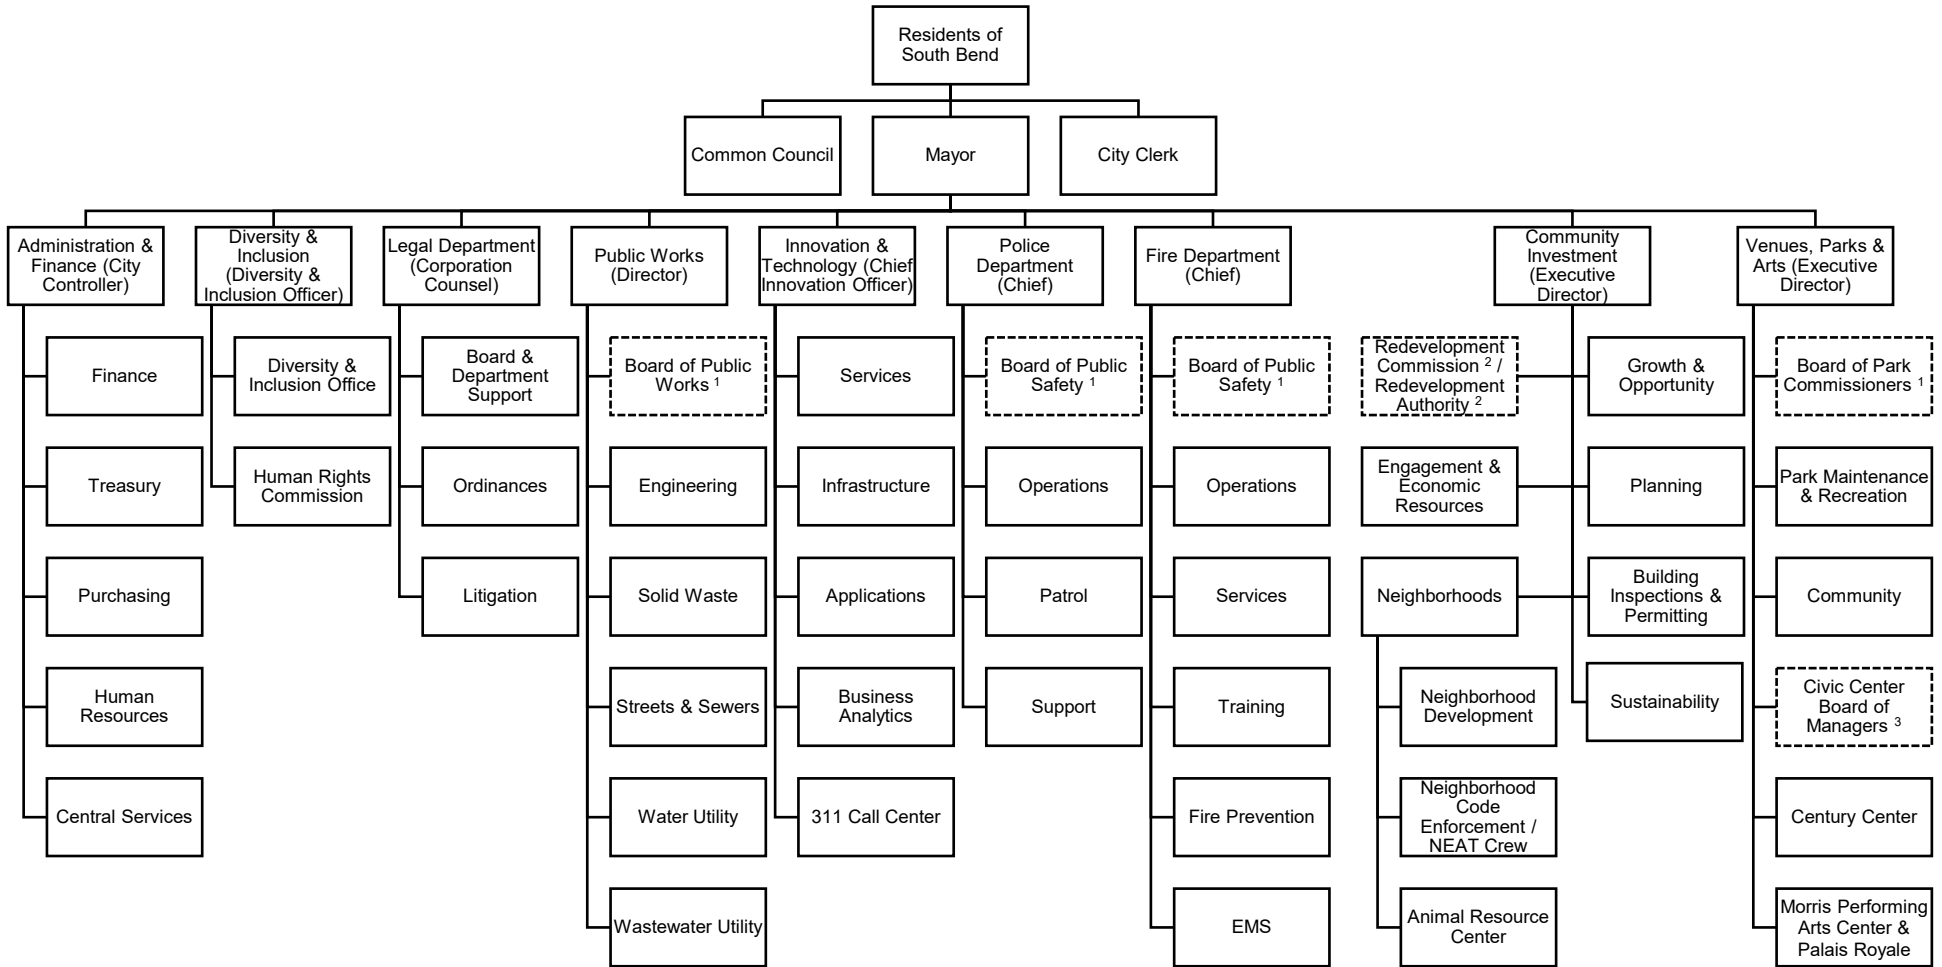 Residents of
South Bend
Common Council
Mayor
City Clerk
Administration &
Finance (City
Controller)
Diversity &
Inclusion
(Diversity &
Inclusion Officer)
Legal Department
(Corporation
Counsel)
Public Works
(Director)
Innovation &
Technology (Chief
Innovation Officer)
Police
Department
(Chief)
Fire Department
(Chief)
Community
Investment
(Executive
Director)
Venues, Parks &
Arts (Executive
Director)
Finance
Treasury
Purchasing
Human
Resources
Central Services
Diversity &
Inclusion Office
Human Rights
Commission
Board &
Department
Support
Ordinances
Litigation
Board of Public
Works ¹
Engineering
Solid Waste
Streets & Sewers
Water Utility
Wastewater Utility
Services
Infrastructure
Applications
Business
Analytics
311 Call Center
Board of Public
Safety ¹
Operations
Patrol
Support
Board of Public
Safety ¹
Operations
Services
Training
Fire Prevention
EMS
Redevelopment
Commission ² /
Redevelopment
Authority ²
Engagement &
Economic
Resources
Neighborhoods
Neighborhood
Development
Neighborhood
Code
Enforcement /
NEAT Crew
Animal Resource
Center
Growth &
Opportunity
Planning
Building
Inspections &
Permitting
Sustainability
Board of Park
Commissioners ¹
Park Maintenance
& Recreation
Community
Civic Center
Board of
Managers ³
Century Center
Morris Performing
Arts Center &
Palais Royale